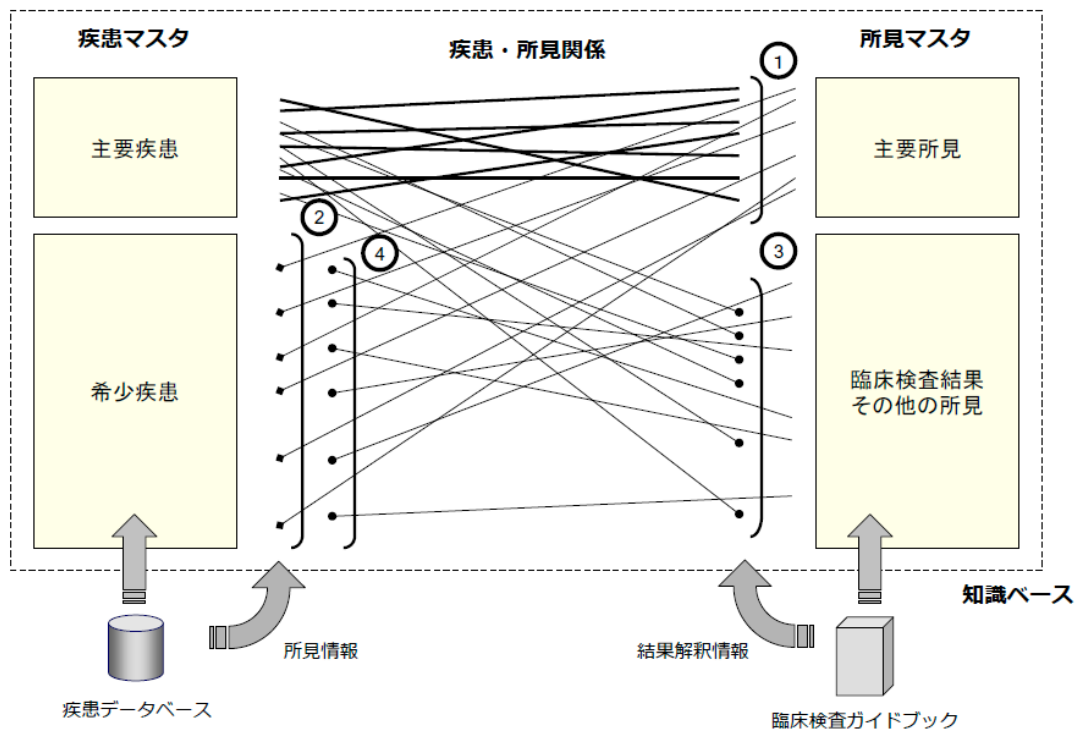 疾患マスタ
疾患・所見関係
所見マスタ
1
主要疾患
主要所見
2
4
3
希少疾患
臨床検査結果
その他の所見
知識ベース
所見情報
結果解釈情報
疾患データベース
臨床検査ガイドブック